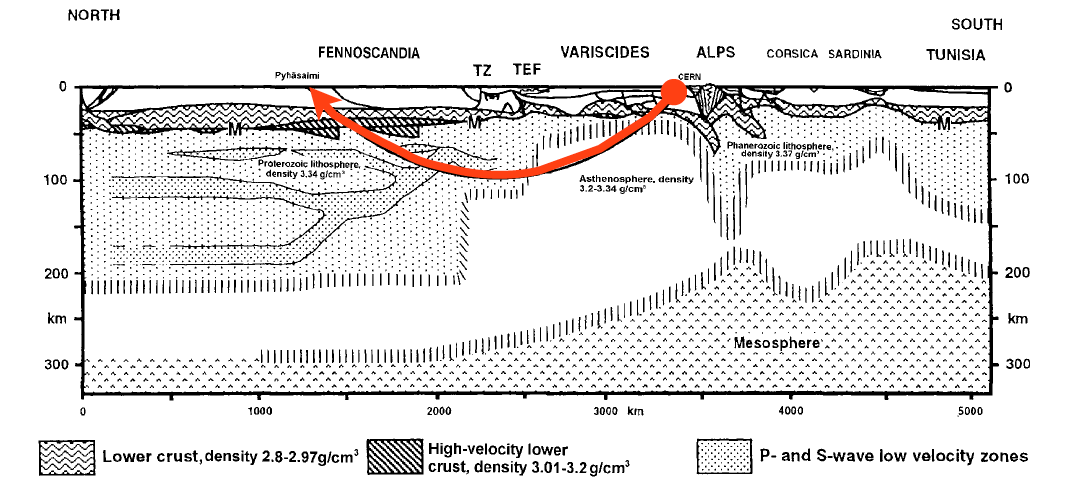 NORTH
SOUTH
FENNOSCANDIA
TZ
TEF
VARISCIDES
ALPS
CORSICA
SARDINIA
TUNISIA
Pyhäsalmi
CERN
0
0
M
M
M
Phanerozoic lithosphere,
density 3.37 g/cm³
Proterozoic lithosphere,
density 3.34 g/cm³
Asthenosphere, density
3.2-3.34 g/cm³
100
100
200
200
km
km
Mesosphere
300
300
0
1000
2000
3000 km
4000
5000
Lower crust, density 2.8-2.97g/cm³
High-velocity lower
crust, density 3.01-3.2 g/cm³
P- and S-wave low velocity zones